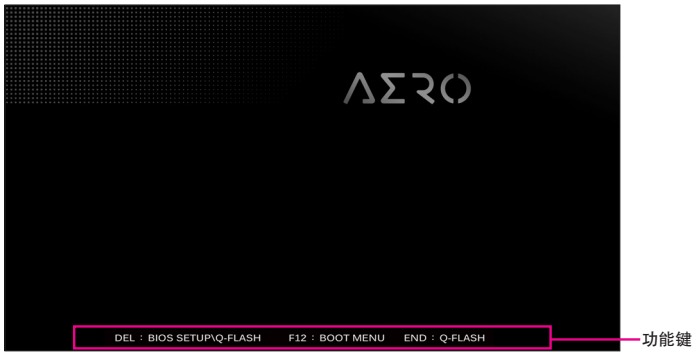 AERO
DEL : BIOS SETUP\Q-FLASH F12 : BOOT MENU END : Q-FLASH
功能键